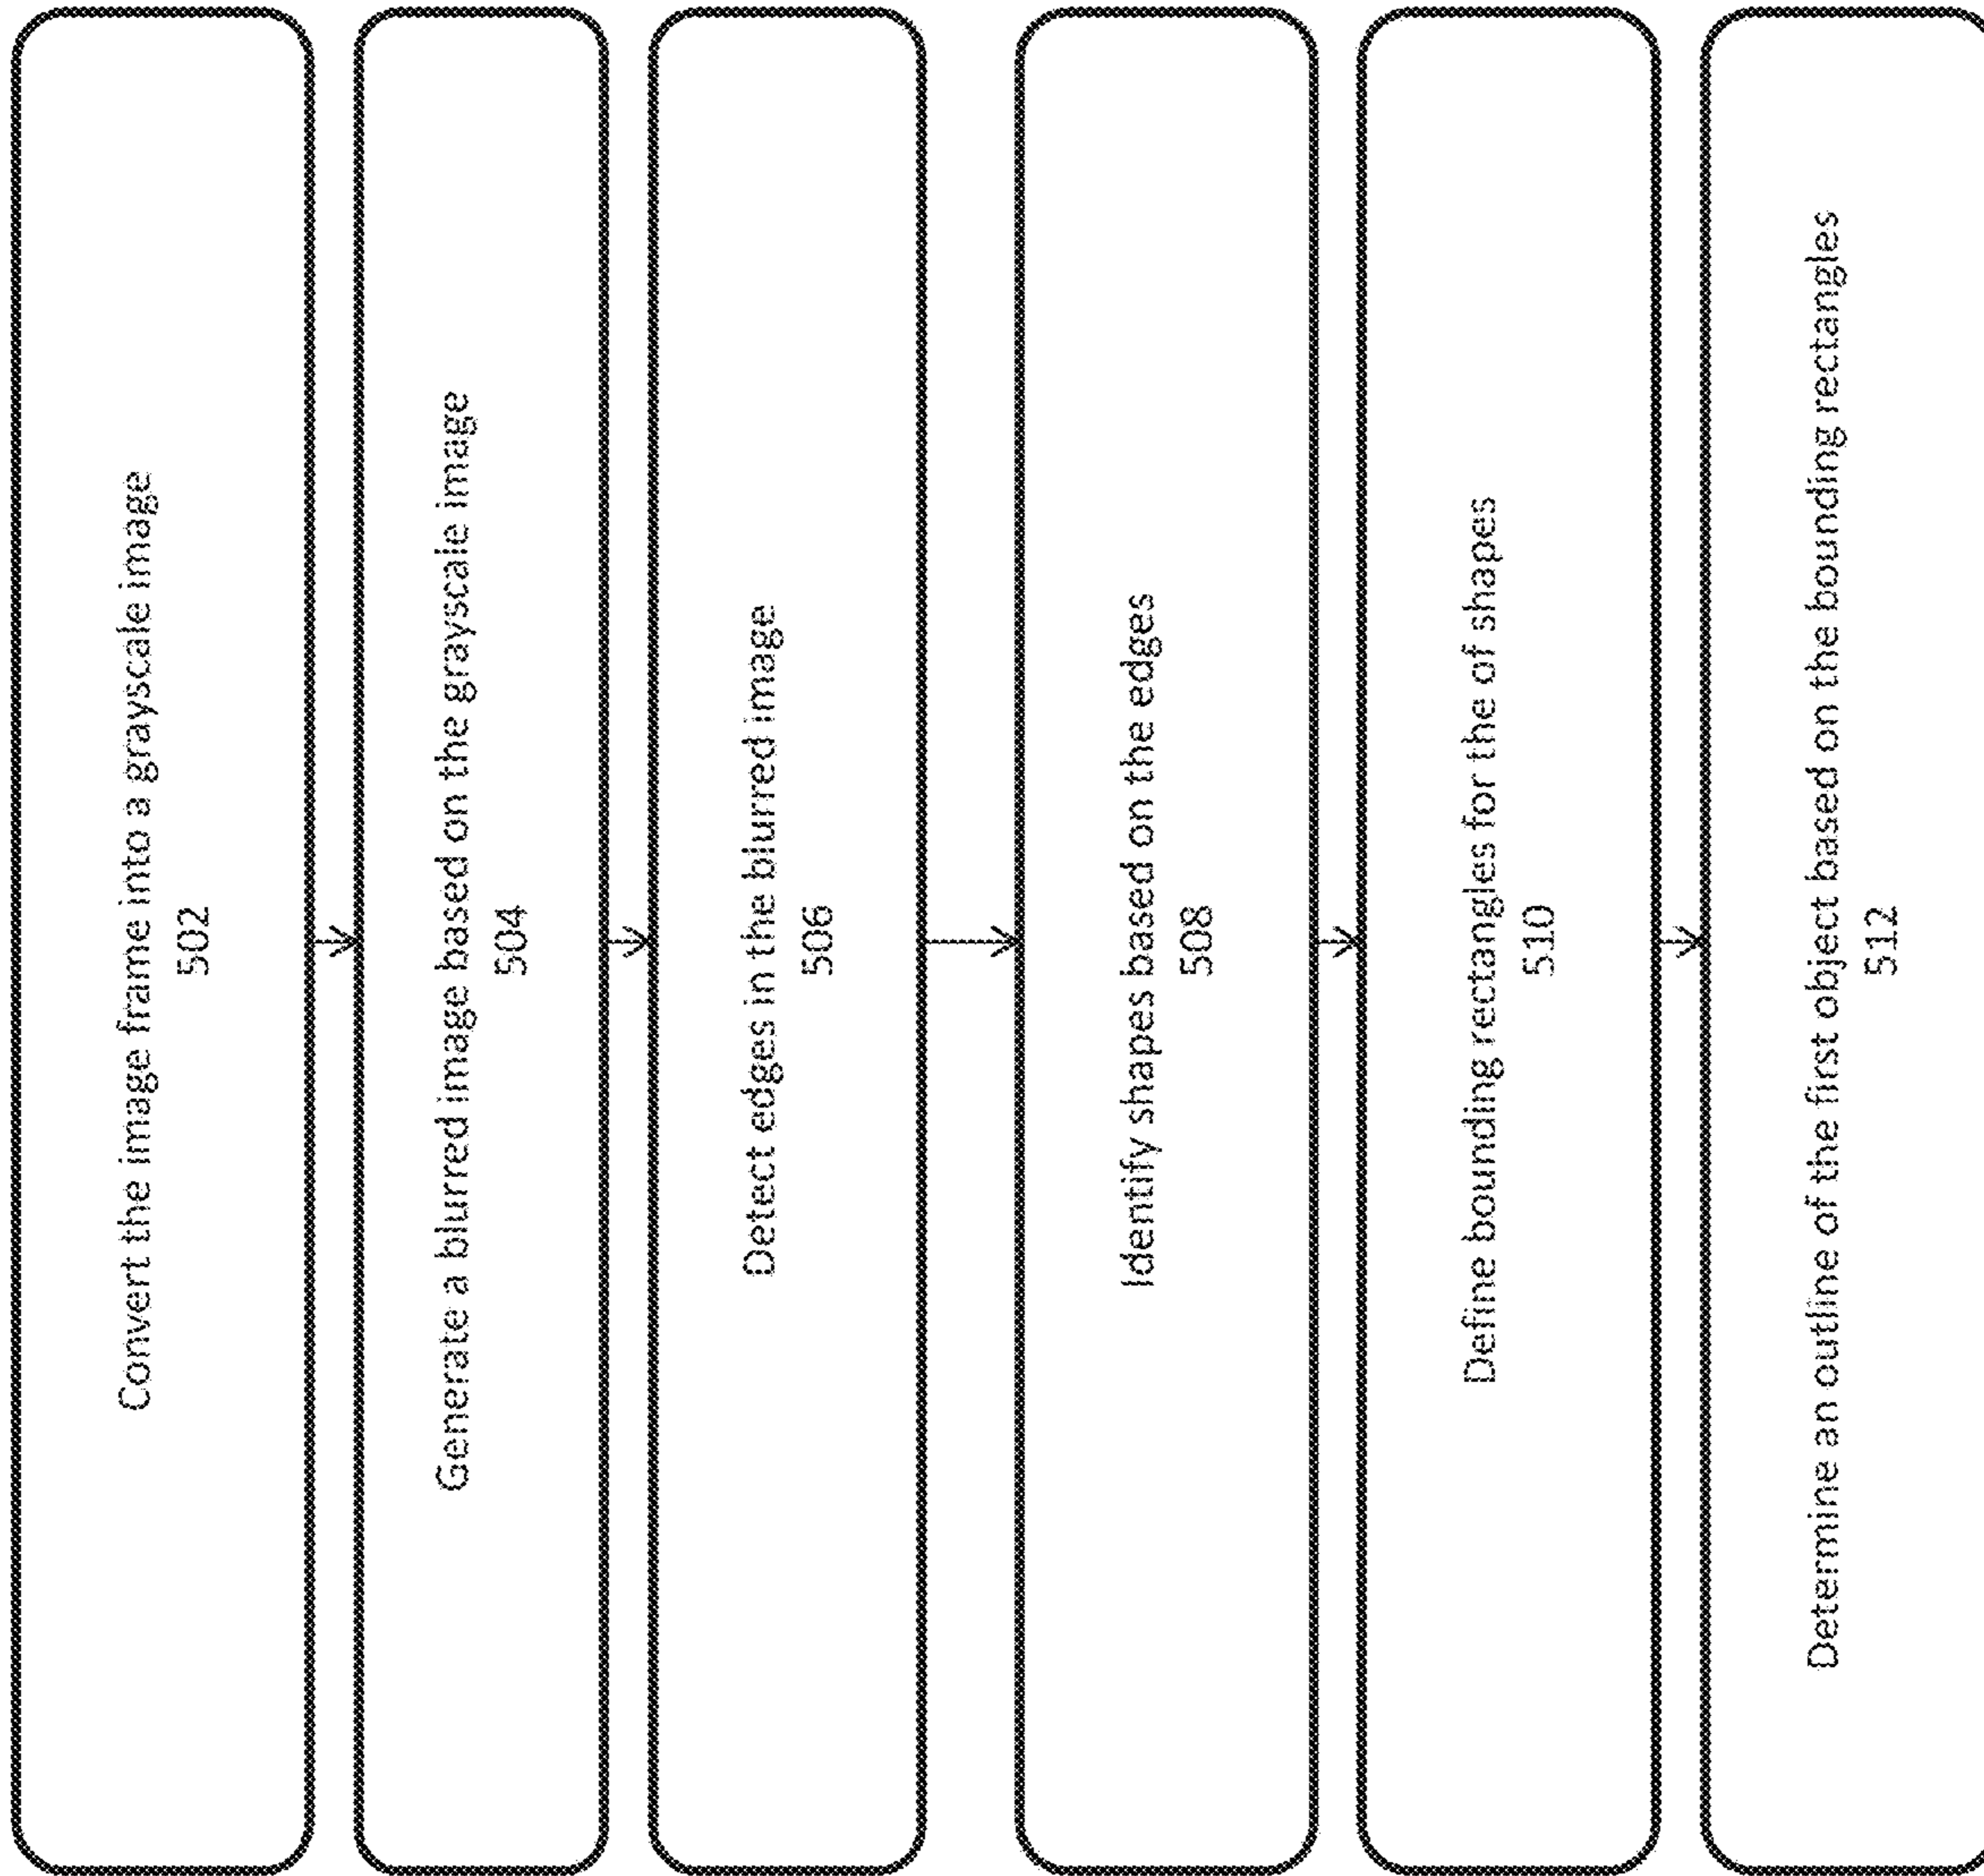 Convert the image frame into a grayscale image
502
Generate a blurred image based on the grayscale image
504
Detect edges in the blurred image
506
Identify shapes based on the edges
508
Define bounding rectangles for the of shapes
510
Determine an outline of the first object based on the bounding rectangles
512